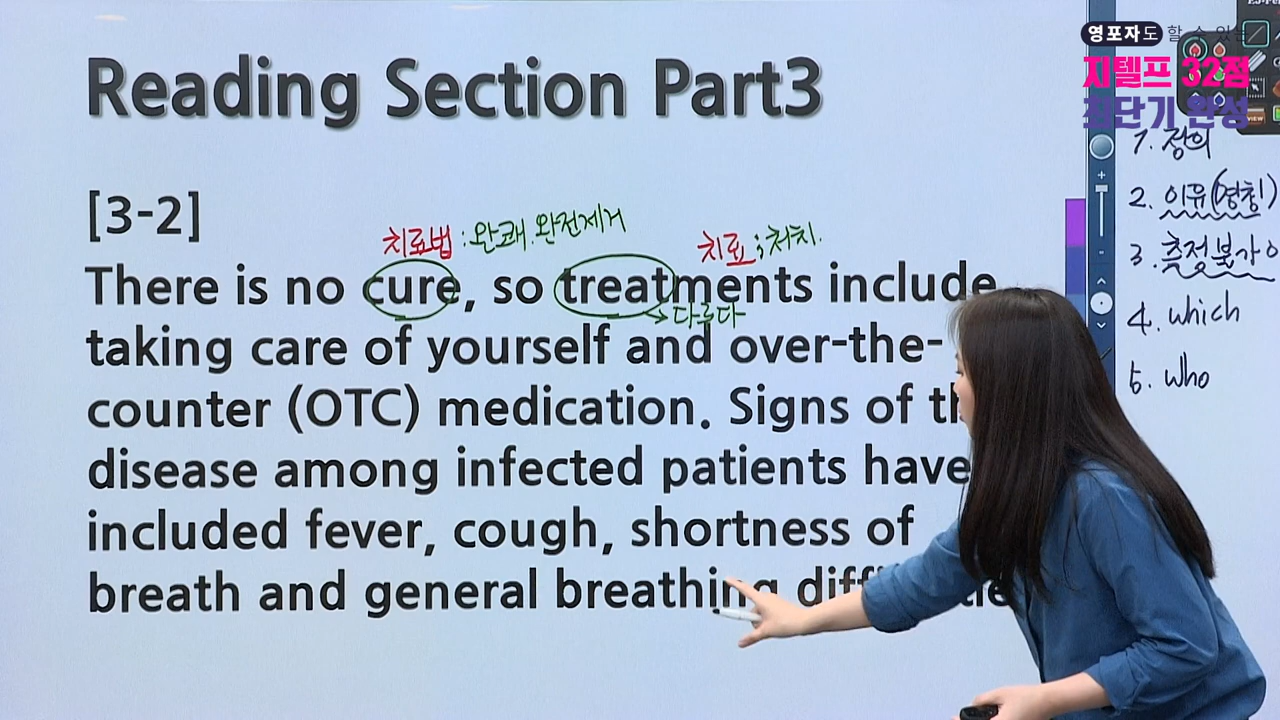 영포자도 할 수 있는
지텔프 32점
최단기 완성
Reading Section Part3
[3-2]
치료법 : 완쾌. 완전제거
치료 ; 처치.
There is no cure, so treatments include
→ 다루다
taking care of yourself and over-the-
counter (OTC) medication. Signs of
disease among infected patients have
included fever, cough, shortness of
breath and general breathing
1. 정의
2. 이유(명칭)
3. 측정불가
4. which
5. who
VIEW